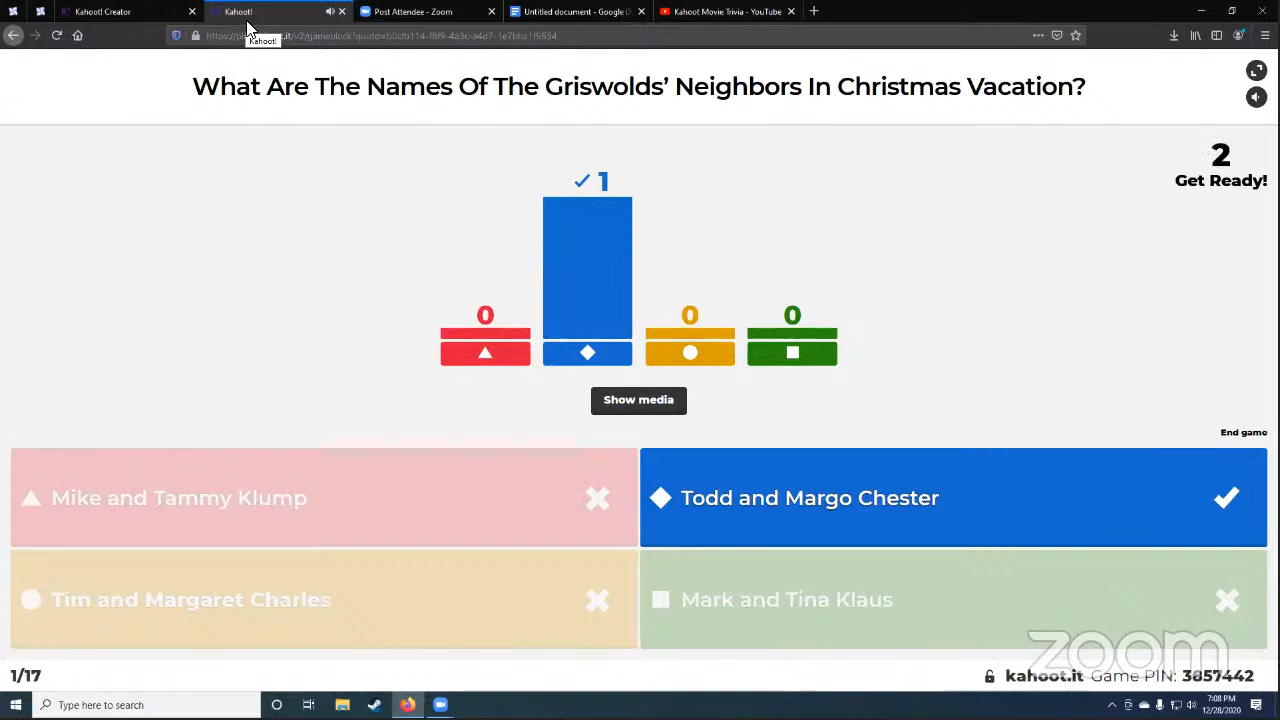 Kahoot! Creator
Kahoot!
Post Attendee - Zoom
Untitled document - Google D
Kahoot Movie Trivia - YouTube
Kahoot!
What Are The Names Of The Griswolds’ Neighbors In Christmas Vacation?
2
Get Ready!
1
0
0
0
Show media
End game
Mike and Tammy Klump
Todd and Margo Chester
Tim and Margaret Charles
Mark and Tina Klaus
zoom
1/17
kahoot.it Game PIN: 3857442
Type here to search
7:08 PM
12/28/2020